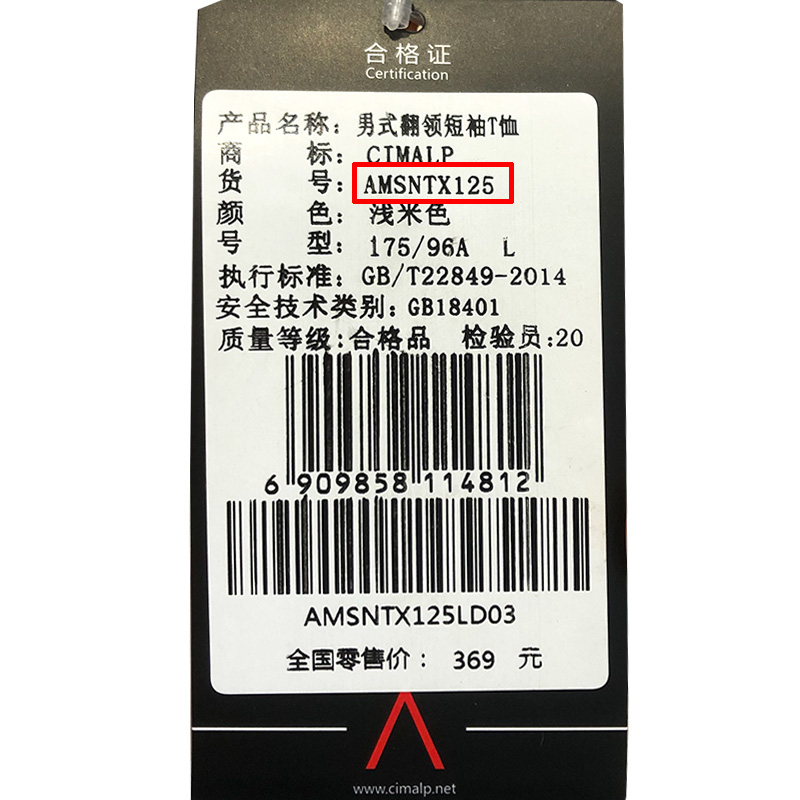 合格证
Certification
产品名称：男式翻领短袖T恤
商 标：CIMALP
货 号：AMSNTX125
颜 色：浅米色
号 型：175/96A L
执行标准：GB/T22849-2014
安全技术类别：GB18401
质量等级：合格品 检验员：20
6 909858 114812
AMSNTX125LD03
全国零售价： 369 元
www.cimalp.net